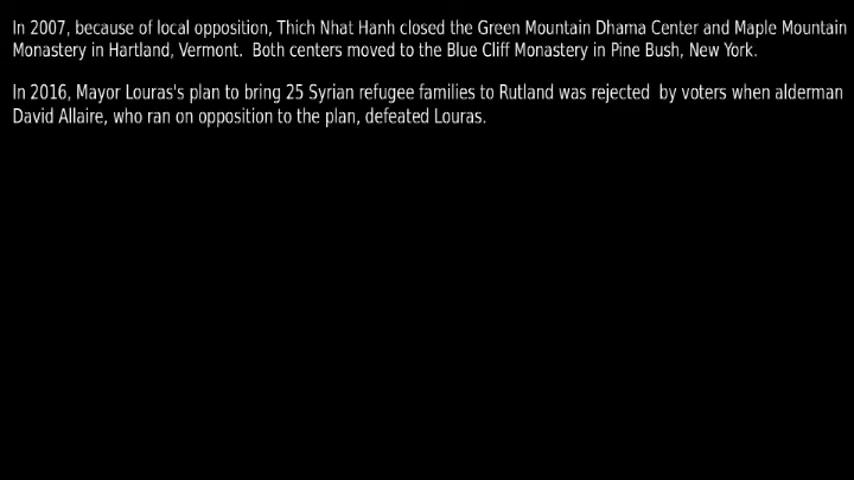 In 2007, because of local opposition, Thich Nhat Hanh closed the Green Mountain Dhama Center and Maple Mountain
Monastery in Hartland, Vermont.  Both centers moved to the Blue Cliff Monastery in Pine Bush, New York.
In 2016, Mayor Louras's plan to bring 25 Syrian refugee families to Rutland was rejected  by voters when alderman
David Allaire, who ran on opposition to the plan, defeated Louras.